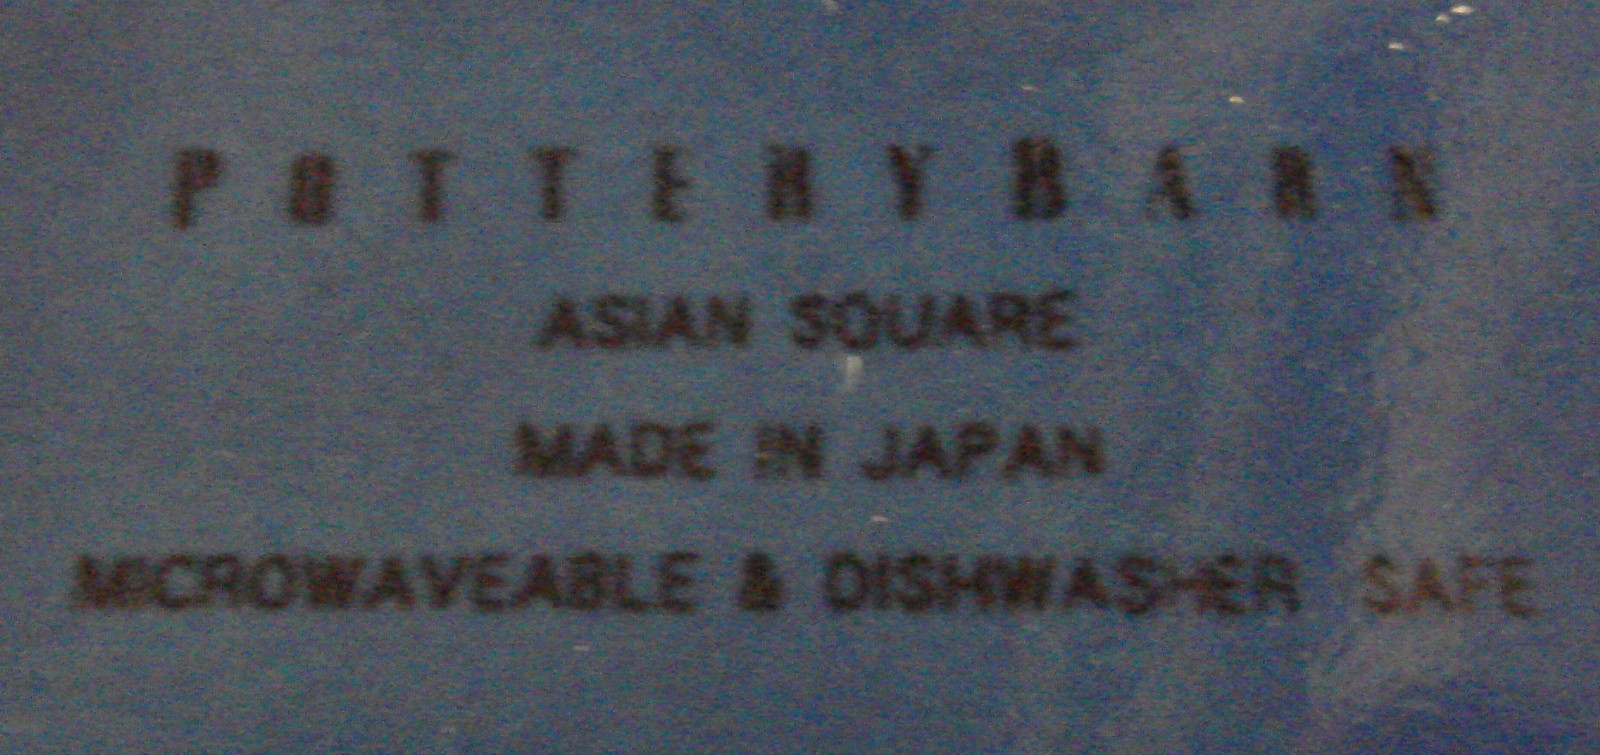 POTTERYBARN
ASIAN SQUARE
MADE IN JAPAN
MICROWAVEABLE & DISHWASHER SAFE